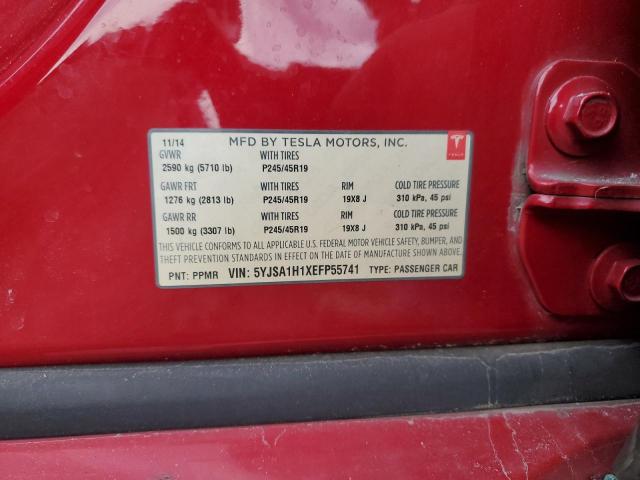 11/14 MFD BY TESLA MOTORS, INC.
GVWR WITH TIRES
2590 kg (5710 lb) P245/45R19
GAWR FRT WITH TIRES RIM COLD TIRE PRESSURE
1276 kg (2813 lb) P245/45R19 19X8 J 310 kPa, 45 psi
GAWR RR WITH TIRES RIM COLD TIRE PRESSURE
1500 kg (3307 lb) P245/45R19 19X8 J 310 kPa, 45 psi
THIS VEHICLE CONFORMS TO ALL APPLICABLE U.S. FEDERAL MOTOR VEHICLE SAFETY, BUMPER, AND
THEFT PREVENTION STANDARDS IN EFFECT ON THE DATE OF MANUFACTURE SHOWN ABOVE.
PNT: PPMR VIN: 5YJSA1H1XEFP55741 TYPE: PASSENGER CAR